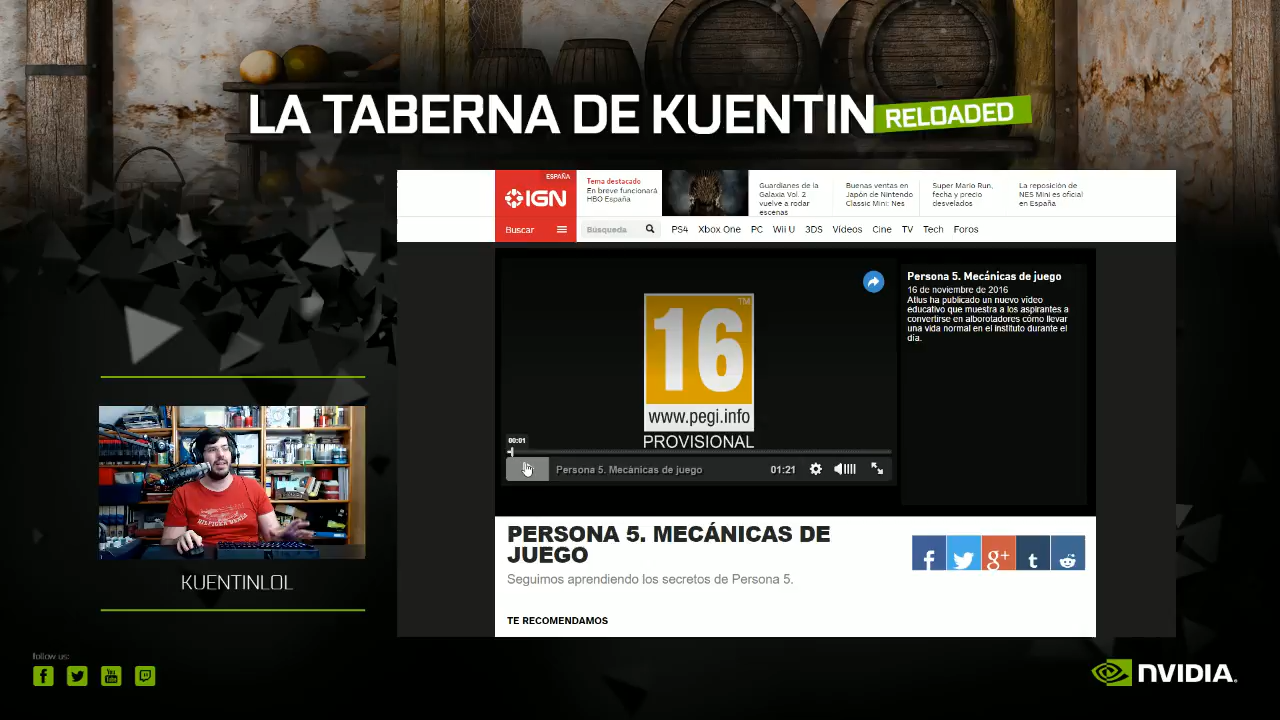 LA TABERNA DE KUENTIN RELOADED
ESPAÑA
IGN
Tema destacado
En breve funcionará
HBO España
Guardianes de la
Galaxia Vol. 2
vuelve a rodar
escenas
Buenas ventas en
Japón de Nintendo
Classic Mini: Nes
Super Mario Run,
fecha y precio
desvelados
La reposición de
NES Mini es oficial
en España
Buscar
Búsqueda
PS4 Xbox One PC Wii U 3DS Vídeos Cine TV Tech Foros
16
TM
www.pegi.info
PROVISIONAL
00:01
Persona 5. Mecánicas de juego
01:21
Persona 5. Mecánicas de juego
16 de noviembre de 2016
Atlus ha publicado un nuevo vídeo
educativo que muestra a los aspirantes a
convertirse en alborotadores cómo llevar
una vida normal en el instituto durante el
día.
PERSONA 5. MECÁNICAS DE
JUEGO
Seguimos aprendiendo los secretos de Persona 5.
TE RECOMENDAMOS
KUENTINLOL
follow us:
NVIDIA.